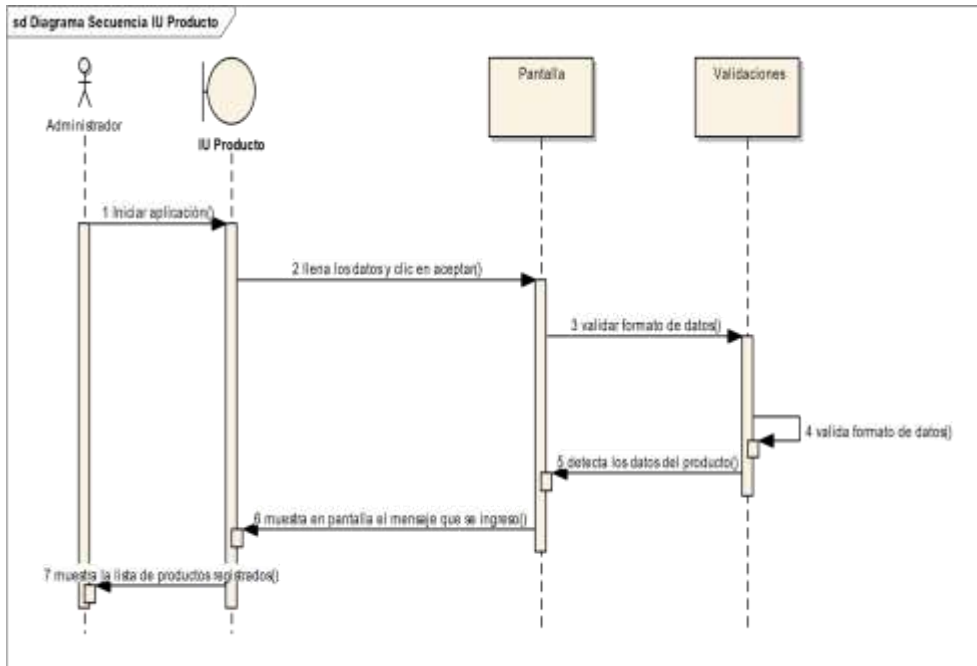 sd Diagrama Secuencia IU Producto
Pantalla
Validaciones
Administrador
IU Producto
1 Iniciar aplicación()
2 llena los datos y clic en aceptar()
3 validar formato de datos()
4 valida formato de datos()
5 detecta los datos del producto()
6 muestra en pantalla el mensaje que se ingreso()
7 muestra la lista de productos registrados()